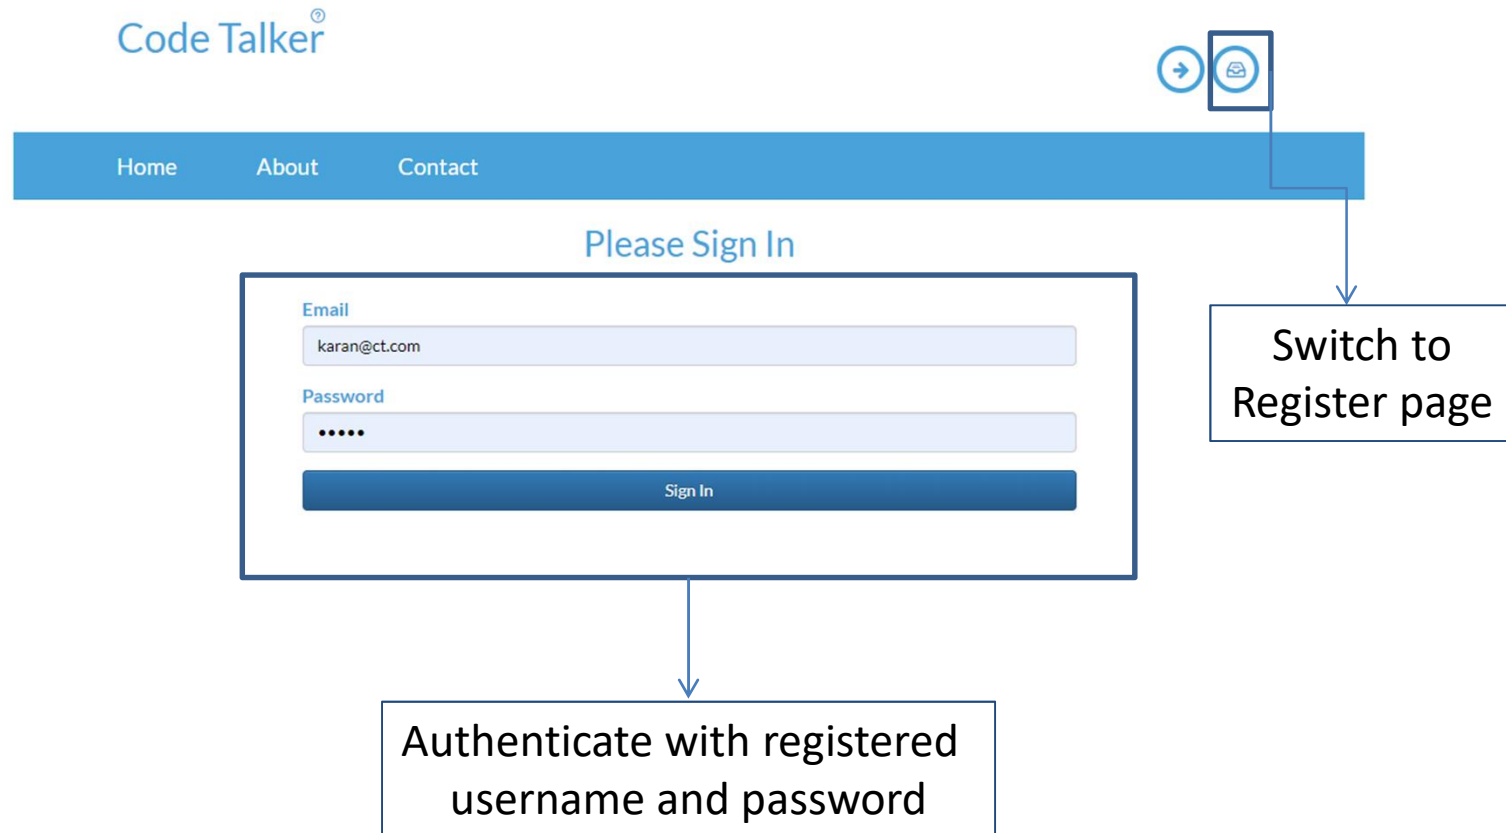 Code Talker
Home About Contact
Please Sign In
Email
karan@ct.com
Password
•••••
Sign In
Switch to
Register page
Authenticate with registered
username and password